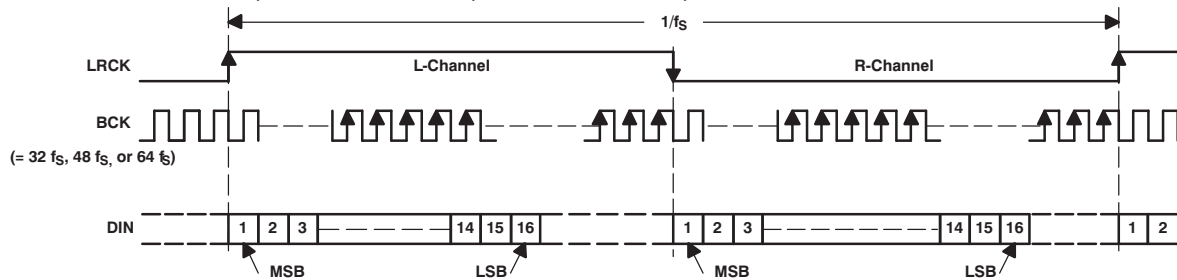 1/fS
LRCK
L-Channel
R-Channel
BCK
(= 32 fS, 48 fS, or 64 fS)
DIN
1 2 3 14 15 16 1 2 3 14 15 16 1 2
MSB LSB MSB LSB